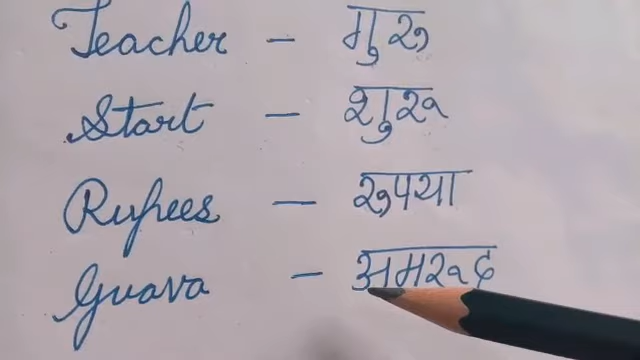 Teacher - गुरु
Start - शुरू
Rupees - रुपया
Guava - अमरूद